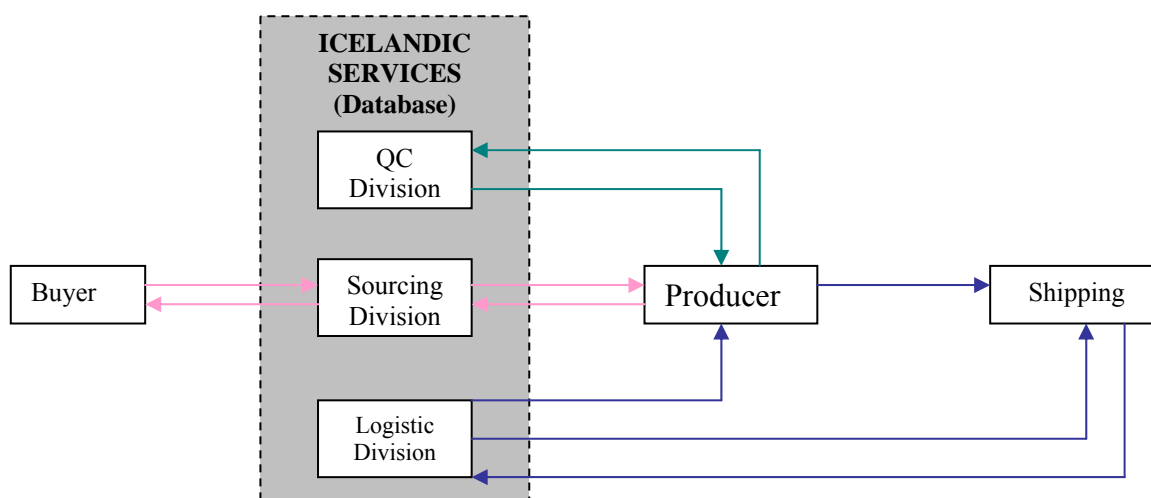 ICELANDIC
SERVICES
(Database)
QC
Division
Buyer
Sourcing
Division
Producer
Shipping
Logistic
Division